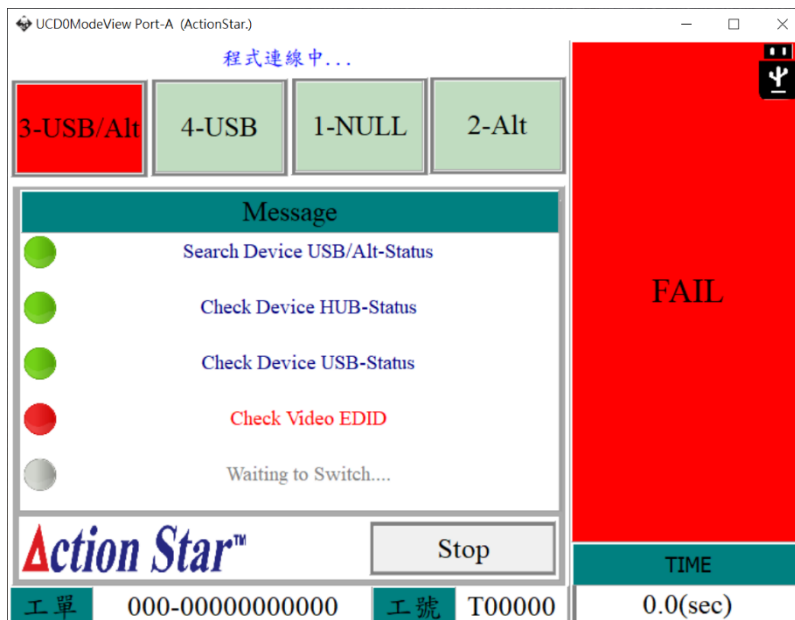 UCD0ModeView Port-A (ActionStar.)
程式連線中...
3-USB/Alt
4-USB
1-NULL
2-Alt
Message
Search Device USB/Alt-Status
Check Device HUB-Status
Check Device USB-Status
Check Video EDID
Waiting to Switch....
FAIL
Action Star™
Stop
TIME
工單
000-00000000000
工號
T00000
0.0(sec)